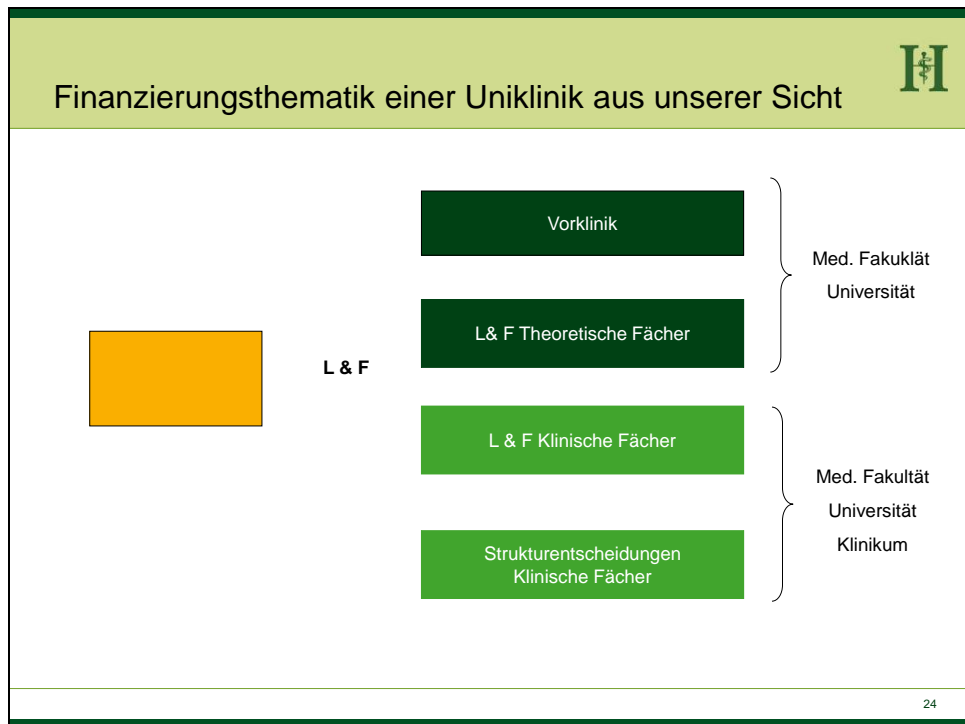 Finanzierungsthematik einer Uniklinik aus unserer Sicht
Vorklinik
Med. Fakuklät
Universität
L& F Theoretische Fächer
L & F
L & F Klinische Fächer
Med. Fakultät
Universität
Klinikum
Strukturentscheidungen
Klinische Fächer
24